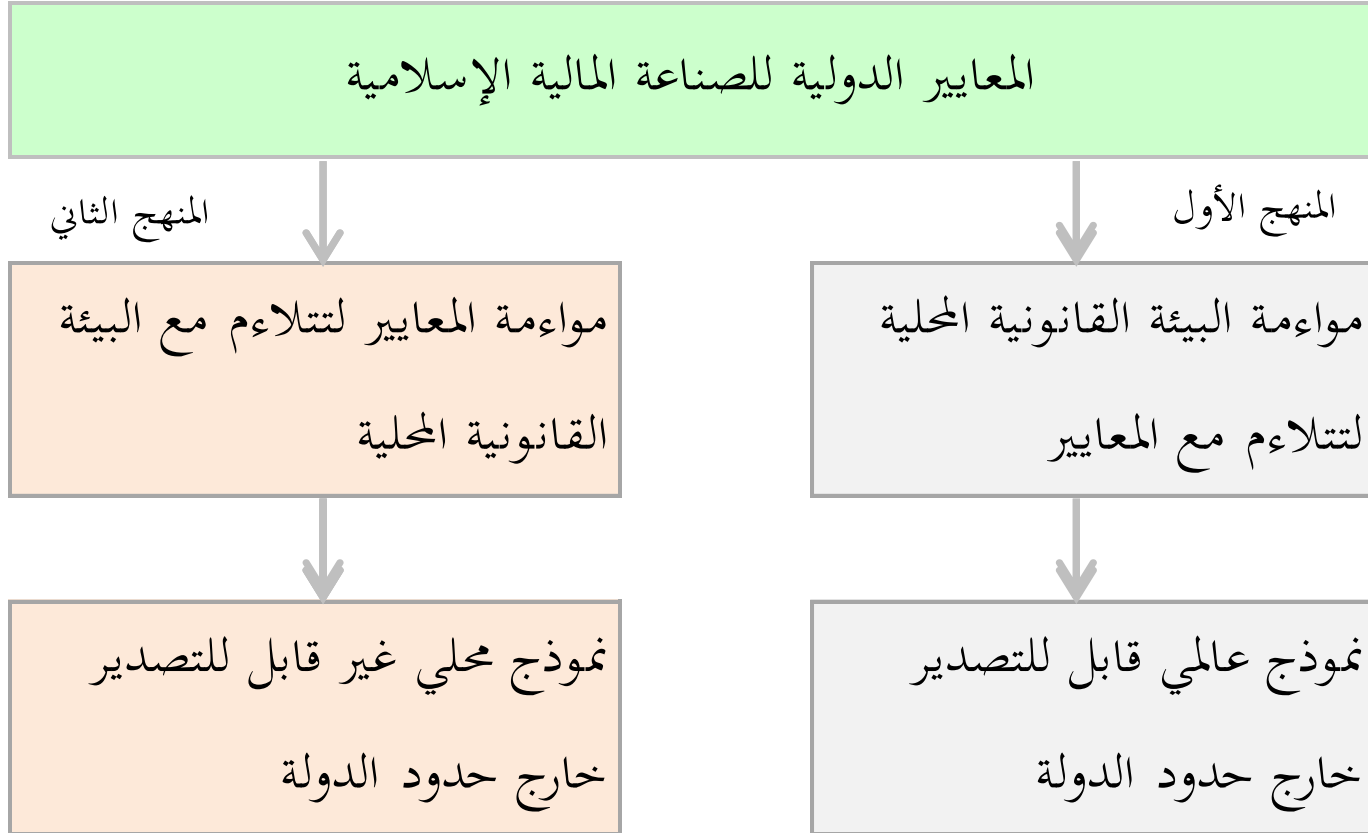 المعايير الدولية للصناعة المالية الإسلامية
المنهج الأول
مواءمة البيئة القانونية المحلية
لتتلاءم مع المعايير
نموذج عالمي قابل للتصدير
خارج حدود الدولة
المنهج الثاني
مواءمة المعايير لتتلاءم مع البيئة
القانونية المحلية
نموذج محلي غير قابل للتصدير
خارج حدود الدولة